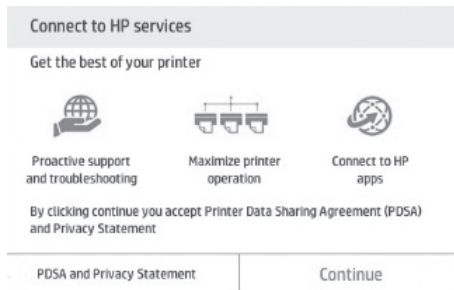 Connect to HP services
Get the best of your printer
Proactive support
and troubleshooting
Maximize printer
operation
Connect to HP
apps
By clicking continue you accept Printer Data Sharing Agreement (PDSA)
and Privacy Statement
PDSA and Privacy Statement
Continue